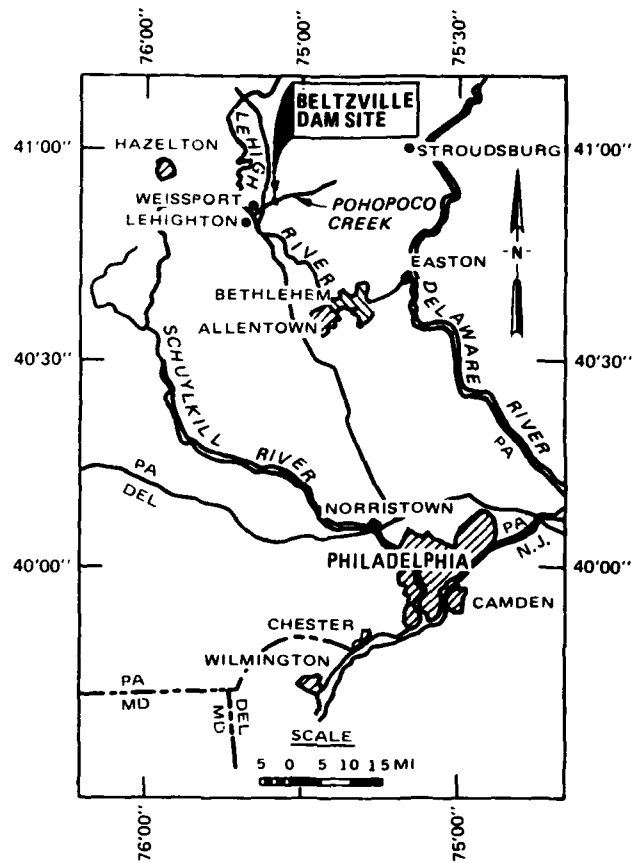 76'00"
75'00"
75'30"
BELTZVILLE
DAM SITE
LEHIGH
41'00"
HAZELTON
STROUDSBURG
41'00"
WEISSPORT
LEHIGHTON
POHOPOCO
CREEK
RIVER
-N-
EASTON
BETHLEHEM
ALLENTOWN
DELAWARE
40'30"
SCHUYLKILL
40'30"
RIVER
PA
RIVER
PA
DEL
NORRISTOWN
PA
N.J.
40'00"
PHILADELPHIA
40'00"
CAMDEN
CHESTER
WILMINGTON
PA
MD
MD
DEL
SCALE
5 0 5 10 15 MI
76'00"
75'00"
75'00"